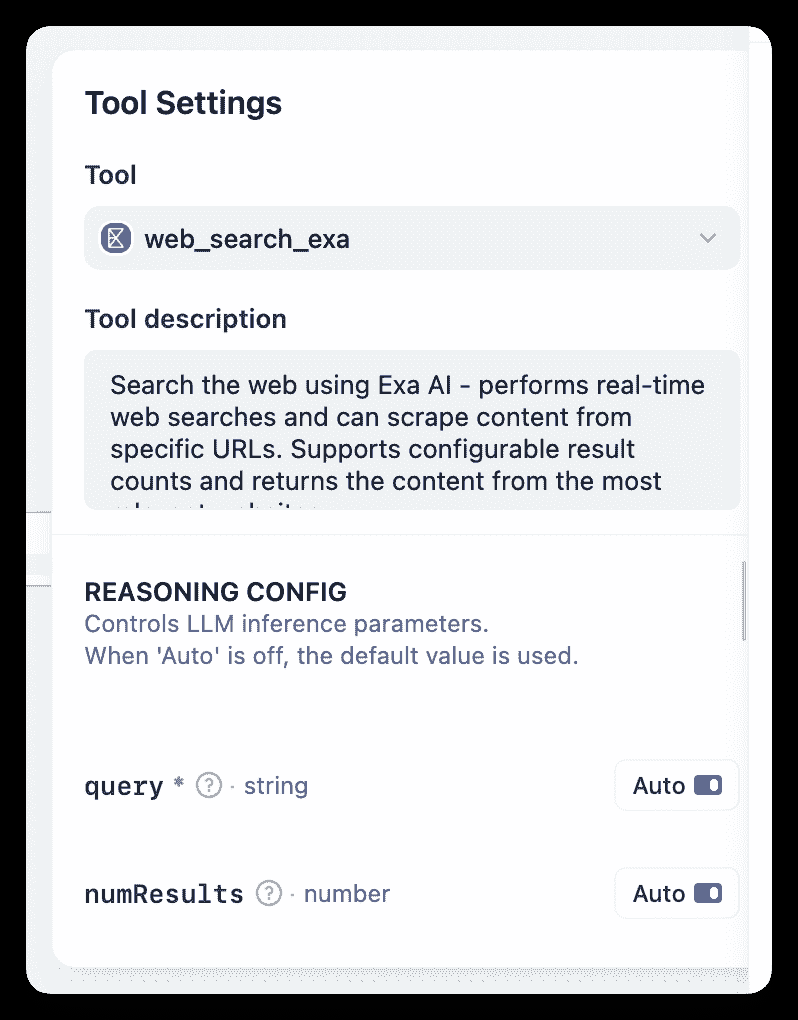 Tool Settings
Tool
web_search_exa
Tool description
Search the web using Exa AI - performs real-time
web searches and can scrape content from
specific URLs. Supports configurable result
counts and returns the content from the most
REASONING CONFIG
Controls LLM inference parameters.
When 'Auto' is off, the default value is used.
query * ? · string
Auto
numResults ? · number
Auto